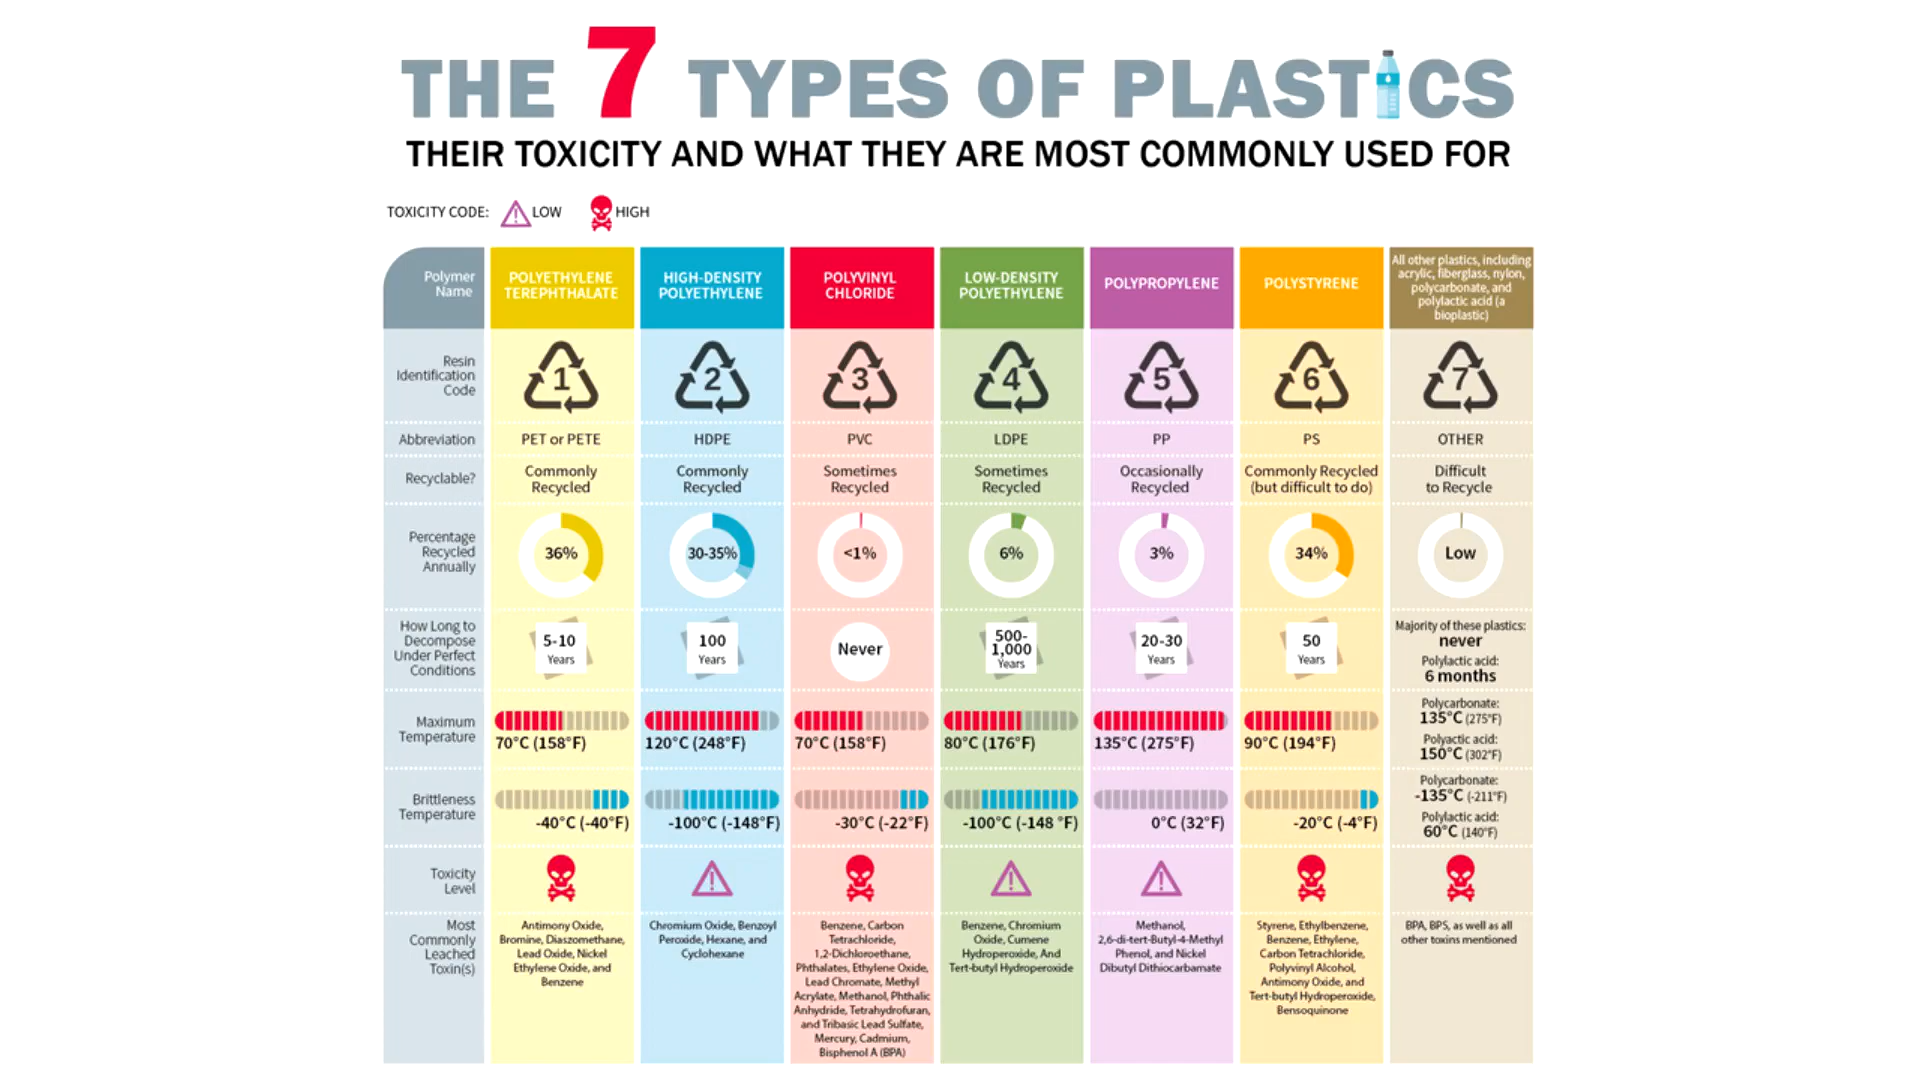 THE 7 TYPES OF PLASTICS
THEIR TOXICITY AND WHAT THEY ARE MOST COMMONLY USED FOR
TOXICITY CODE: LOW HIGH
Polymer
Name
POLYETHYLENE
TEREPHTHALATE
HIGH-DENSITY
POLYETHYLENE
POLYVINYL
CHLORIDE
LOW-DENSITY
POLYETHYLENE
POLYPROPYLENE
POLYSTYRENE
All other plastics, including
acrylic, fiberglass, nylon,
polycarbonate, and
polylactic acid (a
bioplastic)
Resin
Identification
Code
1
2
3
4
5
6
7
Abbreviation
PET or PETE
HDPE
PVC
LDPE
PP
PS
OTHER
Recyclable?
Commonly
Recycled
Commonly
Recycled
Sometimes
Recycled
Sometimes
Recycled
Occasionally
Recycled
Commonly Recycled
(but difficult to do)
Difficult
to Recycle
Percentage
Recycled
Annually
36%
30-35%
<1%
6%
3%
34%
Low
How Long to
Decompose
Under Perfect
Conditions
5-10
Years
100
Years
Never
500-
1,000
Years
20-30
Years
50
Years
Majority of these plastics:
never
Polylactic acid:
6 months
Maximum
Temperature
70°C (158°F)
120°C (248°F)
70°C (158°F)
80°C (176°F)
135°C (275°F)
90°C (194°F)
Polycarbonate:
135°C (275°F)
Polyactic acid:
150°C (302°F)
Brittleness
Temperature
-40°C (-40°F)
-100°C (-148°F)
-30°C (-22°F)
-100°C (-148 °F)
0°C (32°F)
-20°C (-4°F)
Polycarbonate:
-135°C (-211°F)
Polylactic acid:
60°C (140°F)
Toxicity
Level
Most
Commonly
Leached
Toxin(s)
Antimony Oxide,
Bromine, Diaszomethane,
Lead Oxide, Nickel
Ethylene Oxide, and
Benzene
Chromium Oxide, Benzoyl
Peroxide, Hexane, and
Cyclohexane
Benzene, Carbon
Tetrachloride,
1,2-Dichloroethane,
Phthalates, Ethylene Oxide,
Lead Chromate, Methyl
Acrylate, Methanol, Phthalic
Anhydride, Tetrahydrofuran,
and Tribasic Lead Sulfate,
Mercury, Cadmium,
Bisphenol A (BPA)
Benzene, Chromium
Oxide, Cumene
Hydroperoxide, And
Tert-butyl Hydroperoxide
Methanol,
2,6-di-tert-Butyl-4-Methyl
Phenol, and Nickel
Dibutyl Dithiocarbamate
Styrene, Ethylbenzene,
Benzene, Ethylene,
Carbon Tetrachloride,
Polyvinyl Alcohol,
Antimony Oxide, and
Tert-butyl Hydroperoxide,
Bensoquinone
BPA, BPS, as well as all
other toxins mentioned